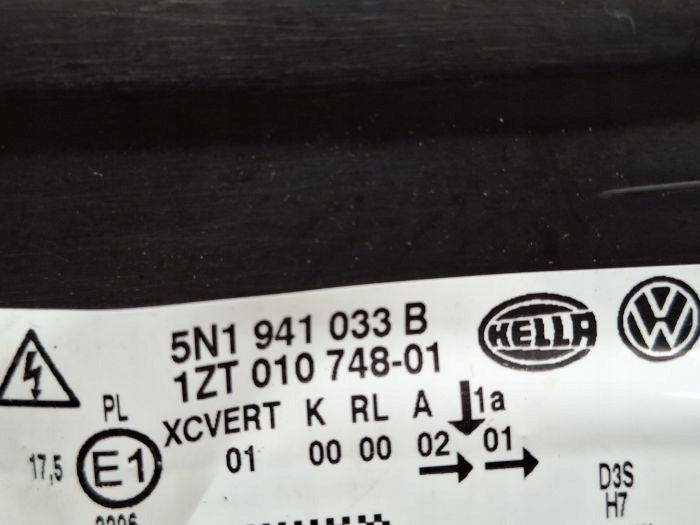 5N1 941 033 B
1ZT 010 748-01
HELLA
VW
PL
XCVERT K RL A 1a
17,5
E1
01 00 00 02 01
D3S
H7